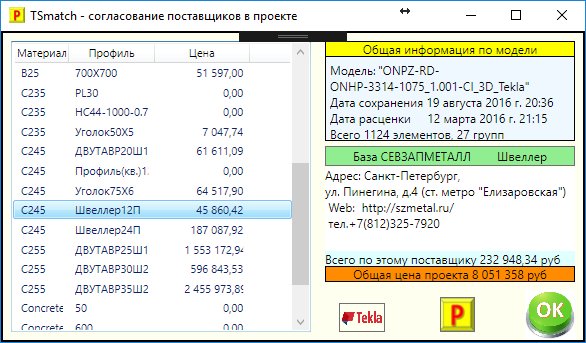 TSmatch - согласование поставщиков в проекте
Материал Профиль Цена
B25 700X700 51 597,00
C235 PL30 0,00
C235 HC44-1000-0.7 0,00
C235 Уголок50X5 7 047,74
C245 ДВУТАВР20Ш1 61 611,09
C245 Профиль(кв.)1. 0,00
C245 Уголок75X6 64 517,90
C245 Швеллер12П 45 860,42
C245 Швеллер24П 187 087,92
C255 ДВУТАВР25Ш1 1 553 172,94
C255 ДВУТАВР30Ш2 596 843,53
C255 ДВУТАВР35Ш2 2 455 973,89
Concrete 50 0,00
Concrete 600 0,00
Общая информация по модели
Модель: "ONPZ-RD-
ONHP-3314-1075_1.001-CI_3D_Tekla"
Дата сохранения 19 августа 2016 г. 20:36
Дата расценки 12 марта 2016 г. 21:15
Всего 1124 элементов, 27 групп
База СЕВЗАПМЕТАЛЛ Швеллер
Адрес: Санкт-Петербург,
ул. Пинегина, д.4 (ст. метро "Елизаровская")
Web: http://szmetal.ru/
тел.+7(812)325-7920
Всего по этому поставщику 232 948,34 руб
Общая цена проекта 8 051 358 руб
Tekla
P
OK